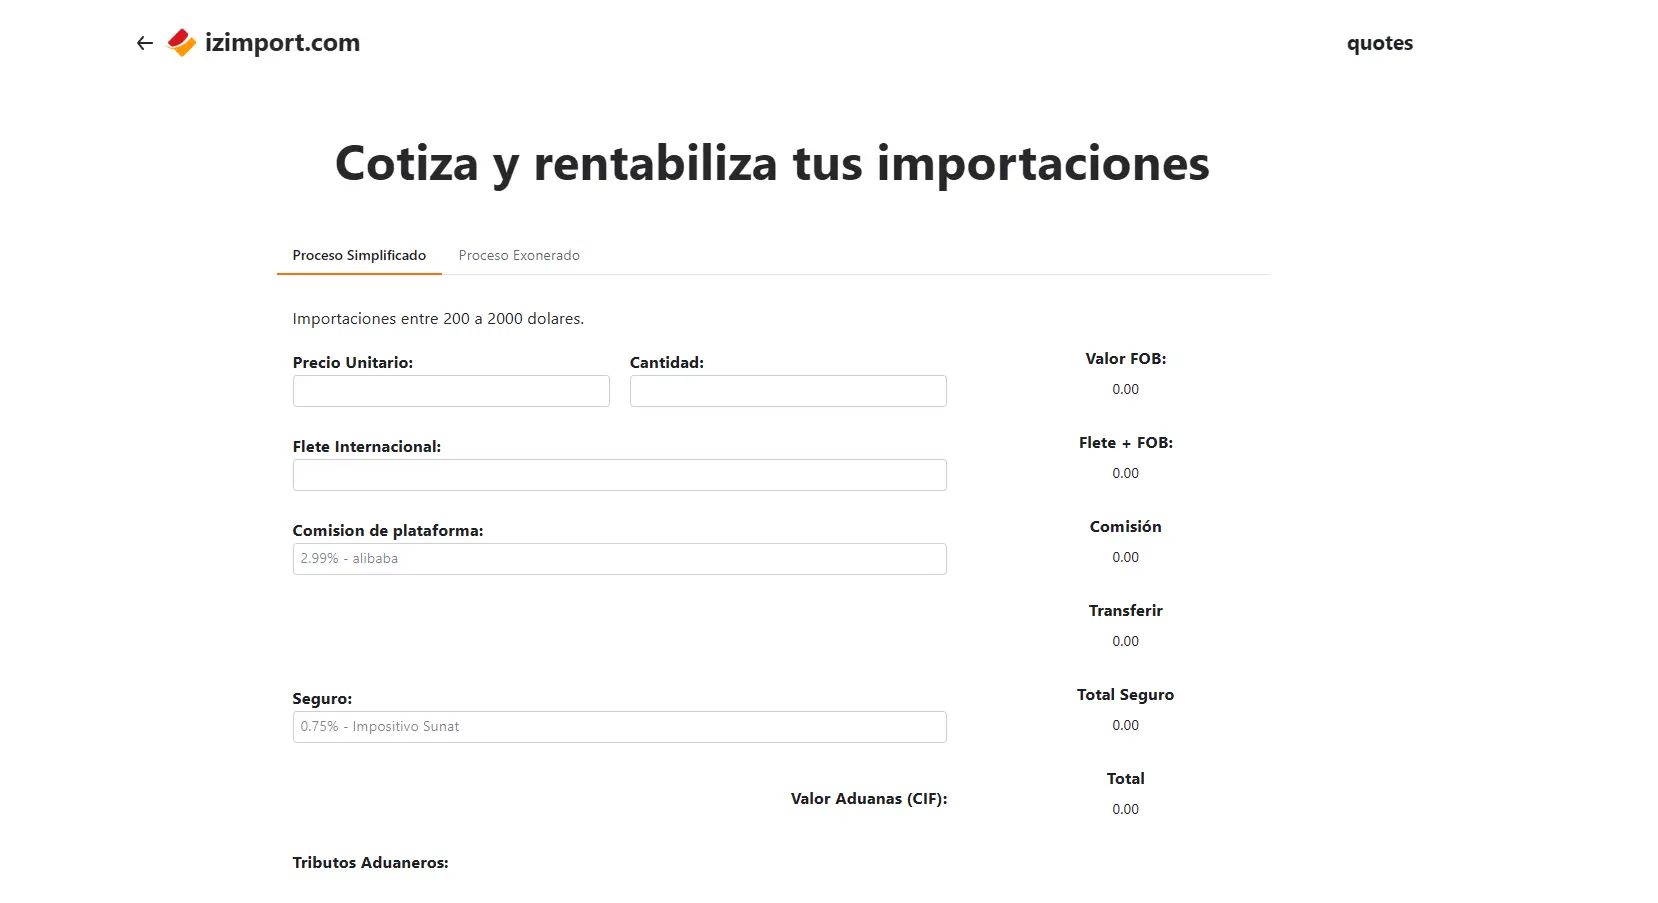 izimport.com
quotes
Cotiza y rentabiliza tus importaciones
Proceso Simplificado
Proceso Exonerado
Importaciones entre 200 a 2000 dolares.
Precio Unitario:
Cantidad:
Valor FOB:
0.00
Flete Internacional:
Flete + FOB:
0.00
Comision de plataforma:
2.99% - alibaba
Comisión
0.00
Transferir
0.00
Seguro:
0.75% - Impositivo Sunat
Total Seguro
0.00
Valor Aduanas (CIF):
Total
0.00
Tributos Aduaneros: